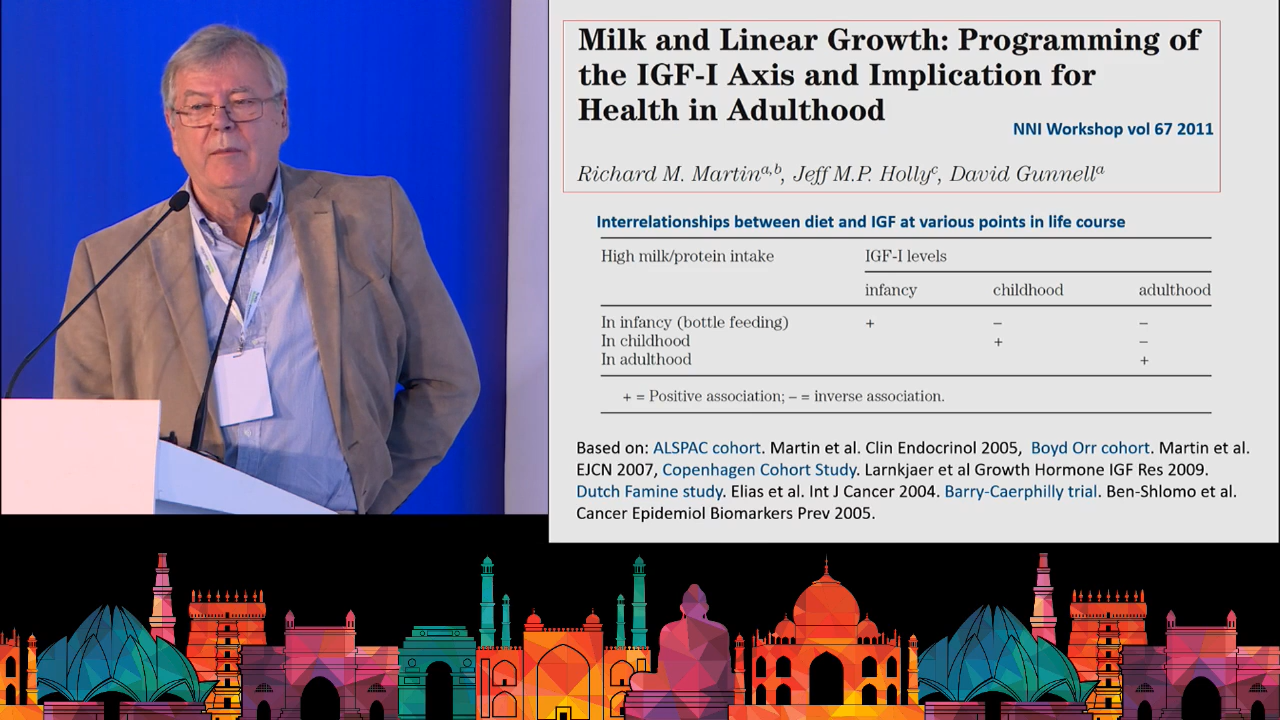 Milk and Linear Growth: Programming of
the IGF-I Axis and Implication for
Health in Adulthood
NNI Workshop vol 67 2011
Richard M. Martin^a,b, Jeff M.P. Holly^c, David Gunnell^a
Interrelationships between diet and IGF at various points in life course
High milk/protein intake IGF-I levels
infancy childhood adulthood
In infancy (bottle feeding) + – –
In childhood + –
In adulthood +
+ = Positive association; – = inverse association.
Based on: ALSPAC cohort. Martin et al. Clin Endocrinol 2005, Boyd Orr cohort. Martin et al.
EJCN 2007, Copenhagen Cohort Study. Larnkjaer et al Growth Hormone IGF Res 2009.
Dutch Famine study. Elias et al. Int J Cancer 2004. Barry-Caerphilly trial. Ben-Shlomo et al.
Cancer Epidemiol Biomarkers Prev 2005.